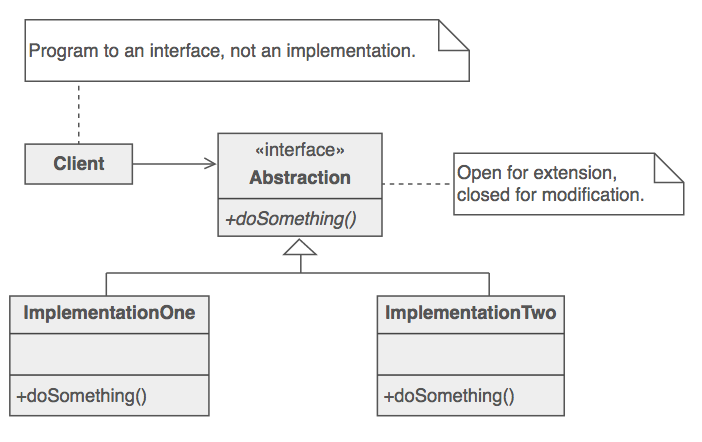 Program to an interface, not an implementation.
Client
«interface»
Abstraction
+doSomething()
Open for extension,
closed for modification.
ImplementationOne
+doSomething()
ImplementationTwo
+doSomething()